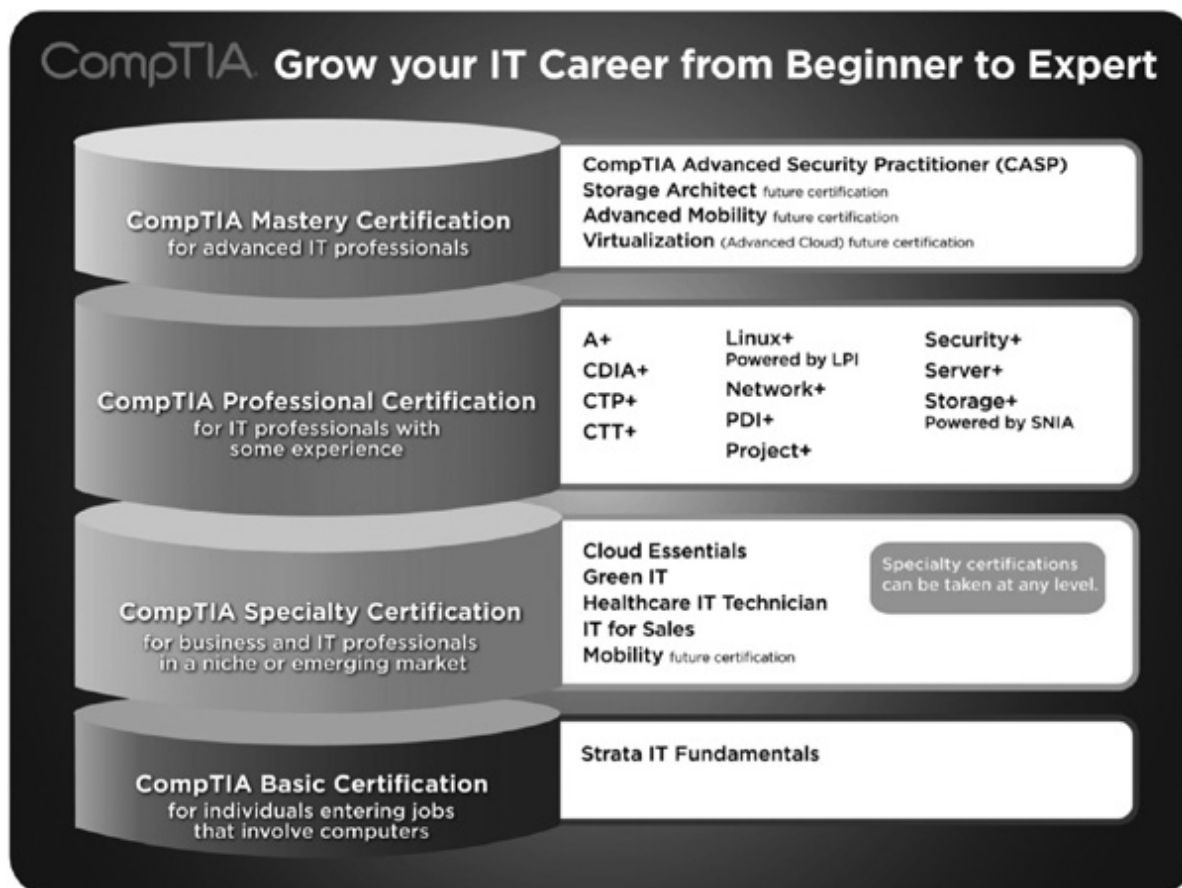 CompTIA Grow your IT Career from Beginner to Expert
CompTIA Mastery Certification
for advanced IT professionals
CompTIA Advanced Security Practitioner (CASP)
Storage Architect future certification
Advanced Mobility future certification
Virtualization (Advanced Cloud) future certification
CompTIA Professional Certification
for IT professionals with
some experience
A+
CDIA+
CTP+
CTT+
Linux+
Powered by LPI
Network+
PDI+
Project+
Security+
Server+
Storage+
Powered by SNIA
CompTIA Specialty Certification
for business and IT professionals
in a niche or emerging market
Cloud Essentials
Green IT
Healthcare IT Technician
IT for Sales
Mobility future certification
Specialty certifications
can be taken at any level.
CompTIA Basic Certification
for individuals entering jobs
that involve computers
Strata IT Fundamentals